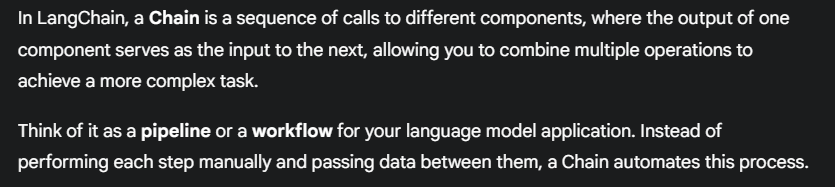 In LangChain, a Chain is a sequence of calls to different components, where the output of one
component serves as the input to the next, allowing you to combine multiple operations to
achieve a more complex task.
Think of it as a pipeline or a workflow for your language model application. Instead of
performing each step manually and passing data between them, a Chain automates this process.